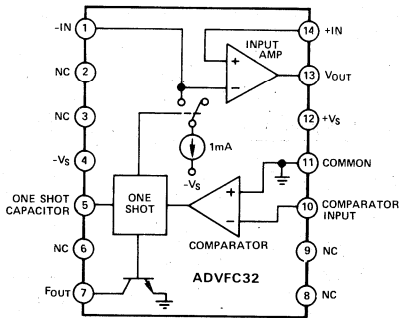 -IN 1
14 +IN
INPUT
AMP
+
-
NC 2
13 VOUT
NC 3
12 +VS
-VS 4
1mA
-VS
11 COMMON
ONE SHOT
CAPACITOR 5
ONE
SHOT
+
-
10 COMPARATOR
INPUT
COMPARATOR
NC 6
9 NC
ADVFC32
FOUT 7
8 NC